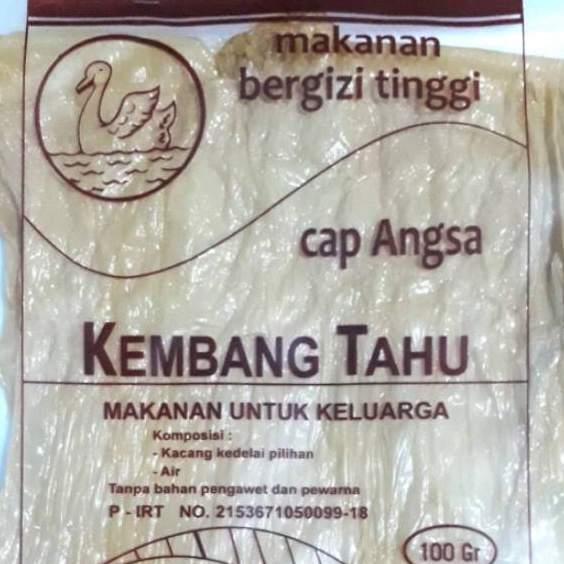 makanan
bergizi tinggi
cap Angsa
KEMBANG TAHU
MAKANAN UNTUK KELUARGA
Komposisi :
- Kacang kedelai pilihan
- Air
Tanpa bahan pengawet dan pewarna
P - IRT NO. 2153671050099-18
100 Gr